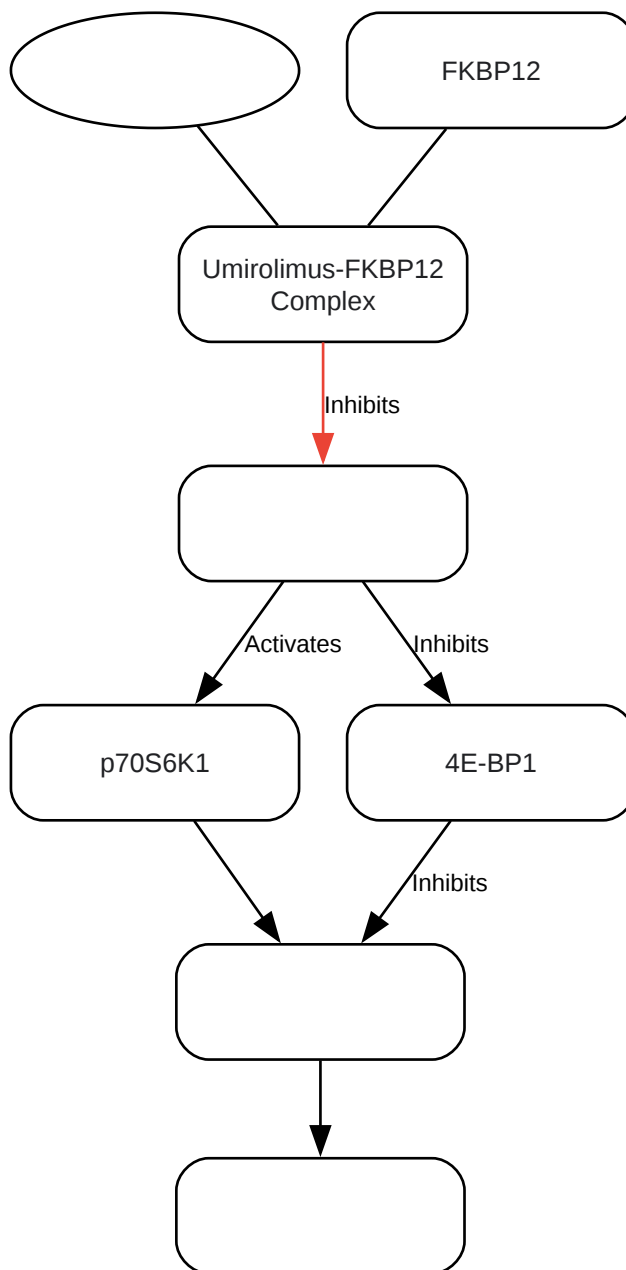 FKBP12
Umirolimus-FKBP12
Complex
Inhibits
Activates
Inhibits
p70S6K1
4E-BP1
Inhibits